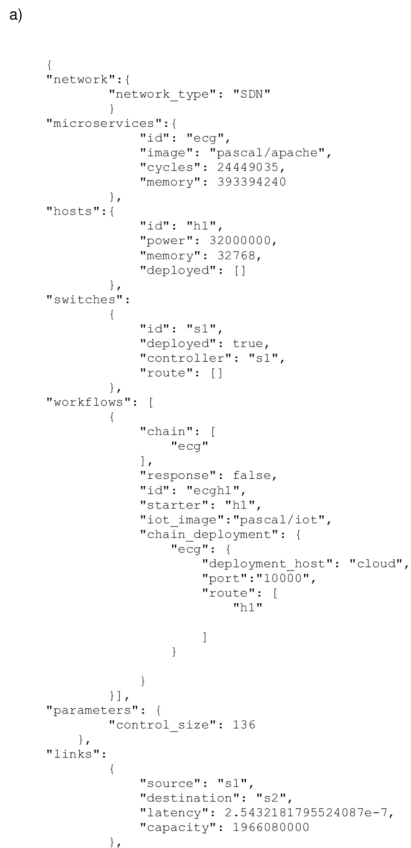 a)
{
"network":{
"network_type": "SDN"
}
"microservices":{
"id": "ecg",
"image": "pascal/apache",
"cycles": 24449035,
"memory": 393394240
},
"hosts":{
"id": "h1",
"power": 32000000,
"memory": 32768,
"deployed": []
},
"switches":
{
"id": "s1",
"deployed": true,
"controller": "s1",
"route": []
},
"workflows": [
{
"chain": [
"ecg"
],
"response": false,
"id": "ecgh1",
"starter": "h1",
"iot_image":"pascal/iot",
"chain_deployment": {
"ecg": {
"deployment_host": "cloud",
"port":"10000",
"route": [
"h1"
]
}
}
}],
"parameters": {
"control_size": 136
},
"links":
{
"source": "s1",
"destination": "s2",
"latency": 2.5432181795524087e-7,
"capacity": 1966080000
},